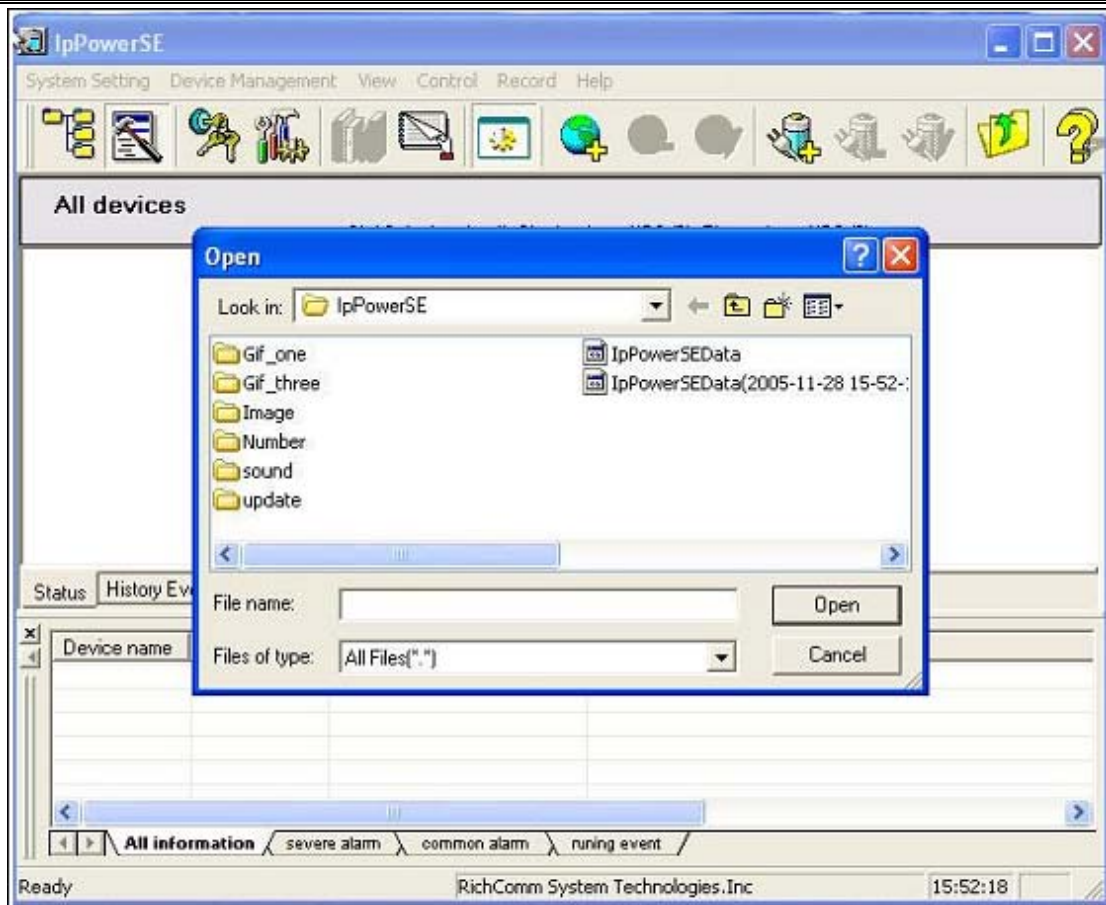 IpPowerSE
System Setting Device Management View Control Record Help
All devices
Open
Look in: IpPowerSE
Gif_one
Gif_three
Image
Number
sound
update
IpPowerSEData
IpPowerSEData(2005-11-28 15-52-
File name:
Open
Files of type: All Files(".")
Cancel
Status History Ev
Device name
All information severe alarm common alarm runing event
Ready RichComm System Technologies.Inc 15:52:18